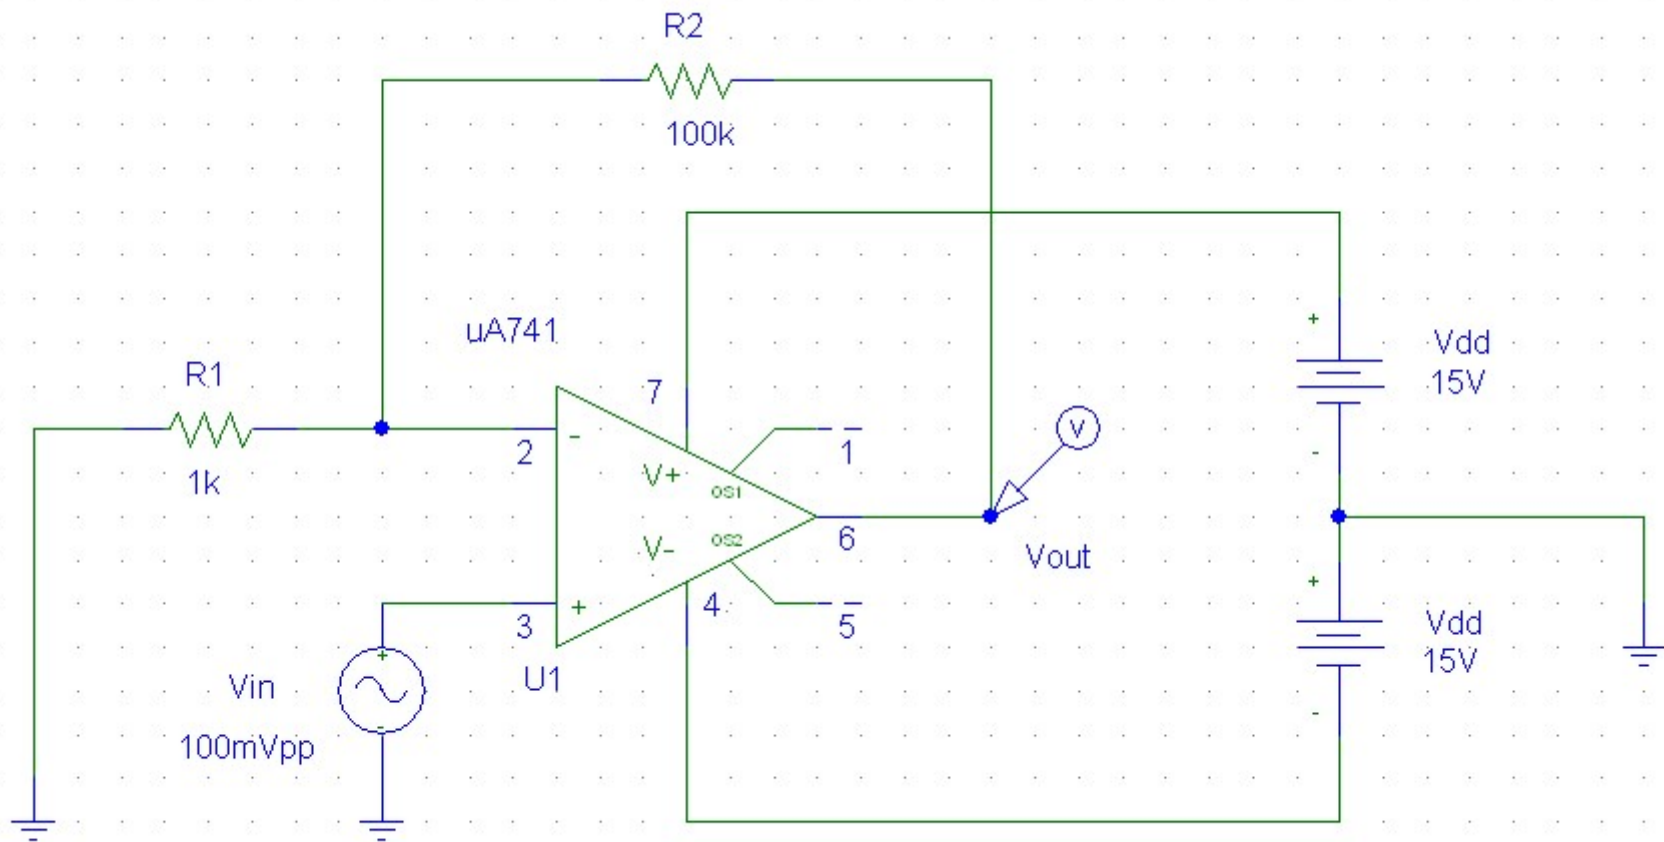 R2
100k
uA741
R1
1k
7
2
-
V+
OS1
1
V
+
Vdd
15V
-
V-
OS2
6
Vout
3
+
4
5
U1
+
Vdd
15V
-
Vin
+
-
100mVpp